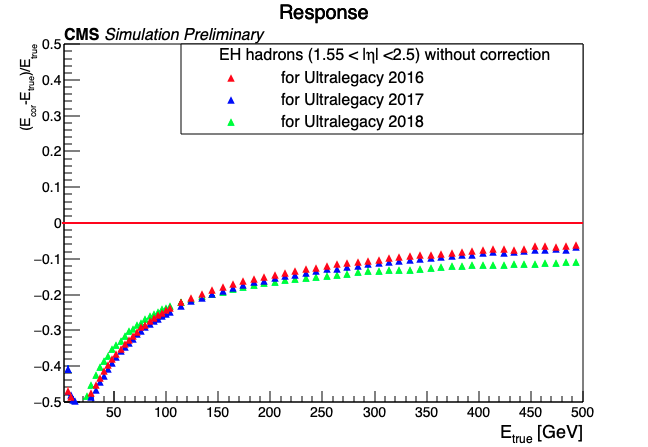 Response
CMS Simulation Preliminary
(E_cor-E_true)/E_true
EH hadrons (1.55 < |η| <2.5) without correction
for Ultralegacy 2016
for Ultralegacy 2017
for Ultralegacy 2018
0.5
0.4
0.3
0.2
0.1
0
−0.1
−0.2
−0.3
−0.4
−0.5
50 100 150 200 250 300 350 400 450 500
E_true [GeV]